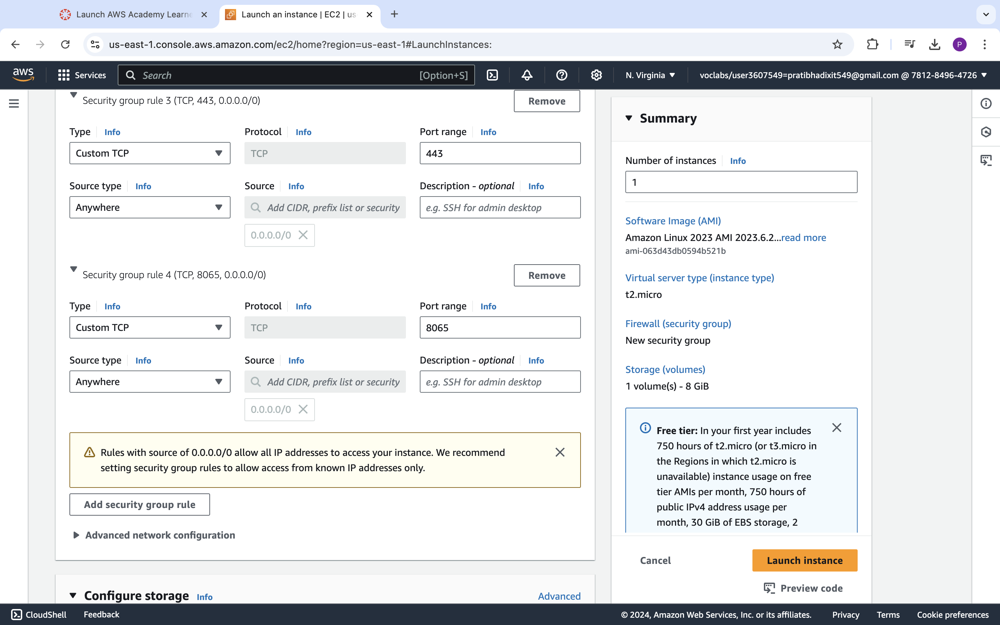 Launch AWS Academy Learne
Launch an instance | EC2 | us-
us-east-1.console.aws.amazon.com/ec2/home?region=us-east-1#LaunchInstances:
P
aws
Services
Search
[Option+S]
N. Virginia
voclabs/user3607549=pratibhadixit549@gmail.com @ 7812-8496-4726
Security group rule 3 (TCP, 443, 0.0.0.0/0)
Remove
Type Info
Protocol Info
Port range Info
Custom TCP
TCP
443
Source type Info
Source Info
Description - optional Info
Anywhere
Add CIDR, prefix list or security
e.g. SSH for admin desktop
0.0.0.0/0
Security group rule 4 (TCP, 8065, 0.0.0.0/0)
Remove
Type Info
Protocol Info
Port range Info
Custom TCP
TCP
8065
Source type Info
Source Info
Description - optional Info
Anywhere
Add CIDR, prefix list or security
e.g. SSH for admin desktop
0.0.0.0/0
Rules with source of 0.0.0.0/0 allow all IP addresses to access your instance. We recommend
setting security group rules to allow access from known IP addresses only.
Add security group rule
Advanced network configuration
Configure storage Info
Advanced
Summary
Number of instances Info
1
Software Image (AMI)
Amazon Linux 2023 AMI 2023.6.2...read more
ami-063d43db0594b521b
Virtual server type (instance type)
t2.micro
Firewall (security group)
New security group
Storage (volumes)
1 volume(s) - 8 GiB
Free tier: In your first year includes
750 hours of t2.micro (or t3.micro in
the Regions in which t2.micro is
unavailable) instance usage on free
tier AMIs per month, 750 hours of
public IPv4 address usage per
month, 30 GiB of EBS storage, 2
Cancel
Launch instance
Preview code
CloudShell
Feedback
© 2024, Amazon Web Services, Inc. or its affiliates.
Privacy
Terms
Cookie preferences